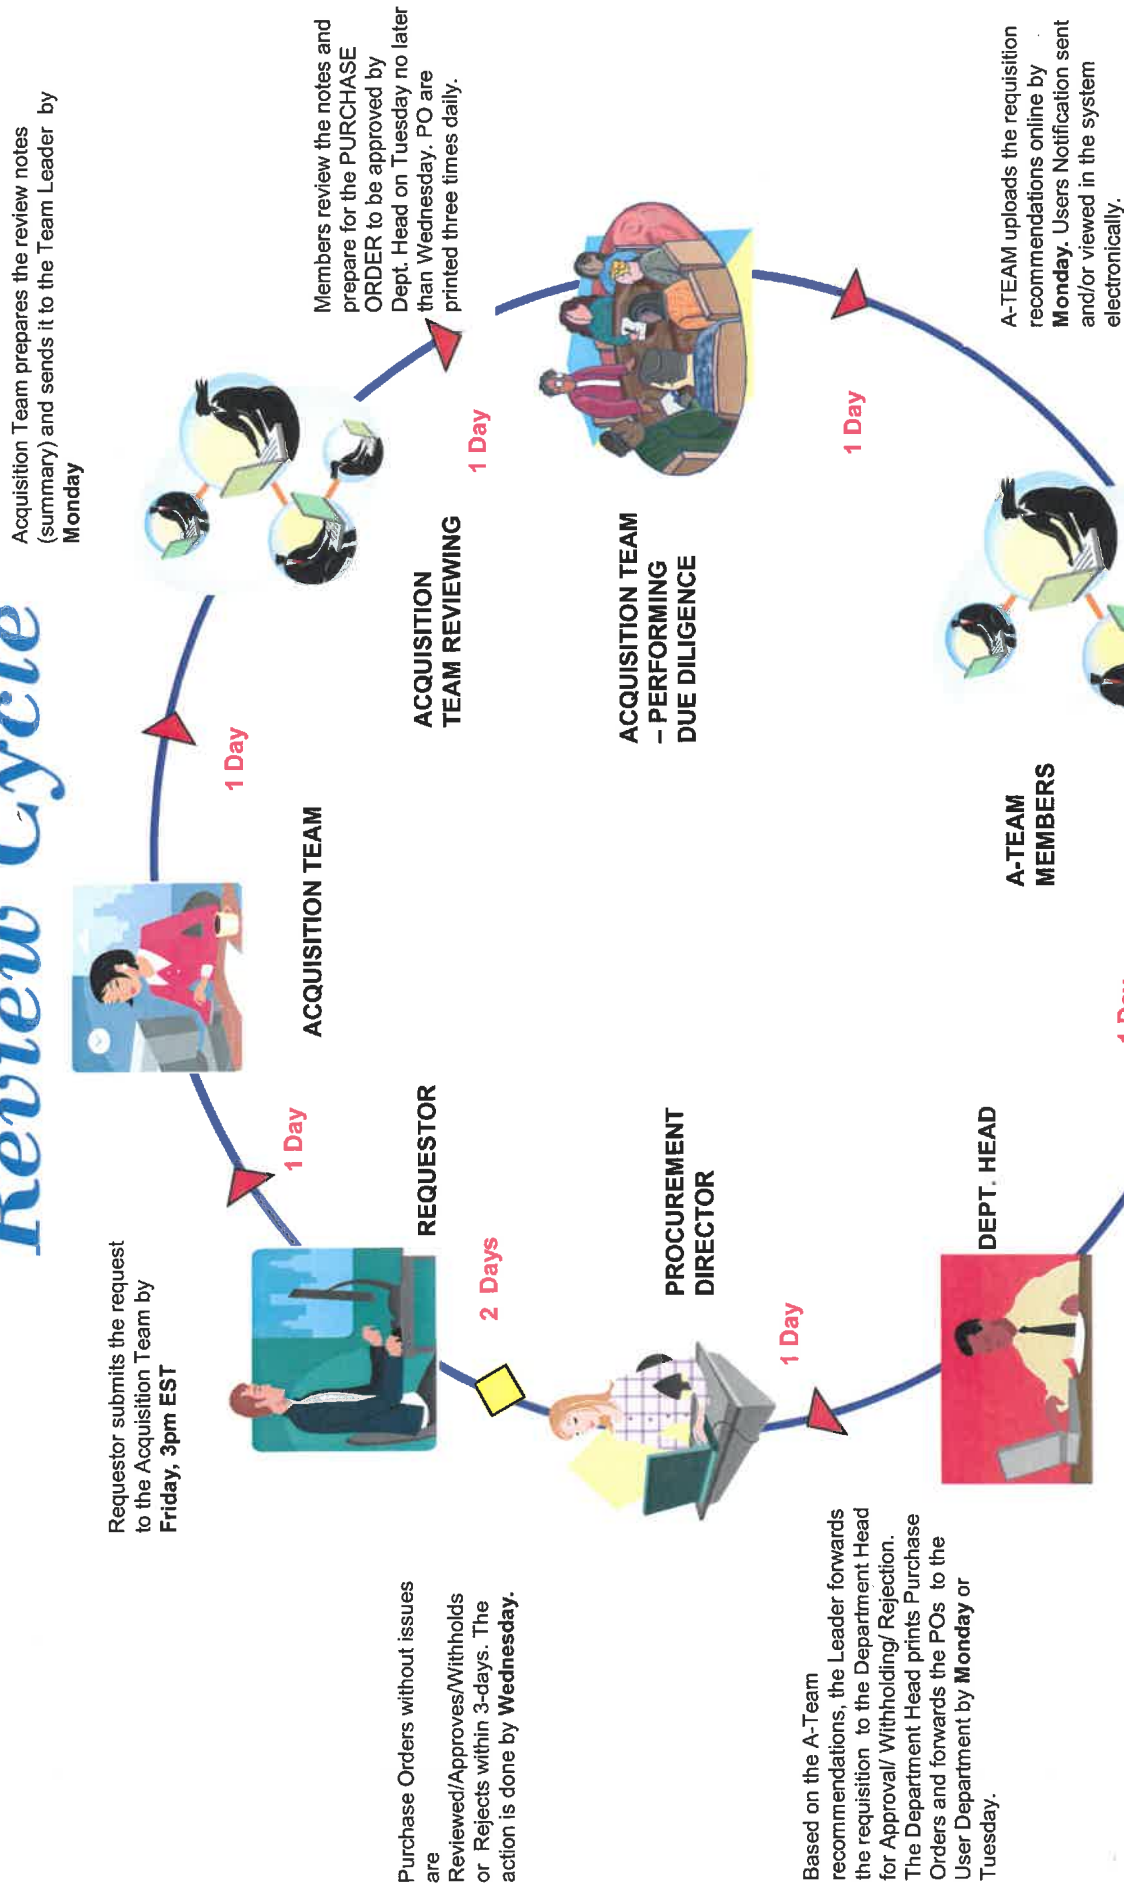 Review Cycle
Acquisition Team prepares the review notes
(summary) and sends it to the Team Leader by
Monday
Requestor submits the request
to the Acquisition Team by
Friday, 3pm EST
1 Day
1 Day
ACQUISITION TEAM
Members review the notes and
prepare for the PURCHASE
ORDER to be approved by
Dept. Head on Tuesday no later
than Wednesday. PO are
printed three times daily.
REQUESTOR
ACQUISITION
TEAM REVIEWING
1 Day
Purchase Orders without issues
are
Reviewed/Approves/Withholds
or Rejects within 3-days. The
action is done by Wednesday.
2 Days
PROCUREMENT
DIRECTOR
ACQUISITION TEAM
– PERFORMING
DUE DILIGENCE
1 Day
1 Day
Based on the A-Team
recommendations, the Leader forwards
the requisition to the Department Head
for Approval/ Withholding/ Rejection.
The Department Head prints Purchase
Orders and forwards the POs to the
User Department by Monday or
Tuesday.
DEPT. HEAD
A-TEAM
MEMBERS
A-TEAM uploads the requisition
recommendations online by
Monday. Users Notification sent
and/or viewed in the system
electronically.